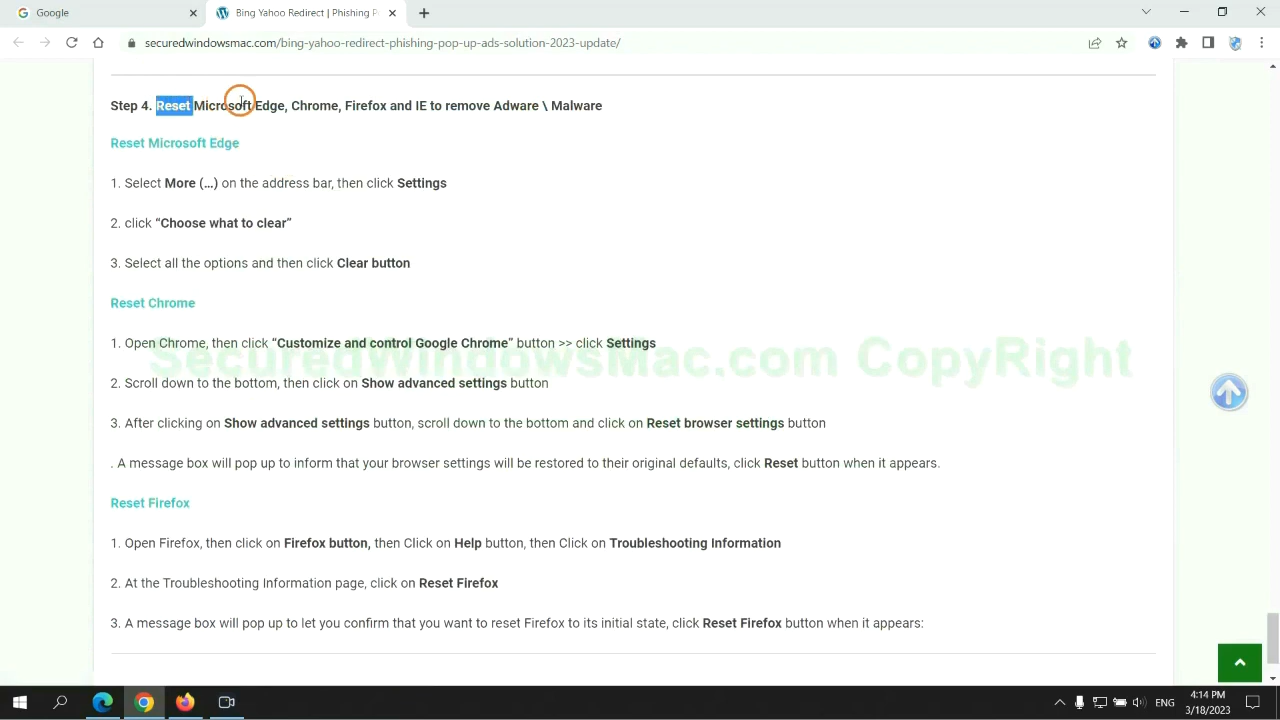 Google
Bing Yahoo Redirect | Phishing P
securedwindowsmac.com/bing-yahoo-redirect-phishing-pop-up-ads-solution-2023-update/
Step 4. Reset Microsoft Edge, Chrome, Firefox and IE to remove Adware \ Malware
Reset Microsoft Edge
1. Select More (…) on the address bar, then click Settings
2. click “Choose what to clear”
3. Select all the options and then click Clear button
Reset Chrome
1. Open Chrome, then click “Customize and control Google Chrome” button >> click Settings
SecuredWindowsMac.com CopyRight
2. Scroll down to the bottom, then click on Show advanced settings button
3. After clicking on Show advanced settings button, scroll down to the bottom and click on Reset browser settings button
. A message box will pop up to inform that your browser settings will be restored to their original defaults, click Reset button when it appears.
Reset Firefox
1. Open Firefox, then click on Firefox button, then Click on Help button, then Click on Troubleshooting Information
2. At the Troubleshooting Information page, click on Reset Firefox
3. A message box will pop up to let you confirm that you want to reset Firefox to its initial state, click Reset Firefox button when it appears:
ENG
4:14 PM
3/18/2023